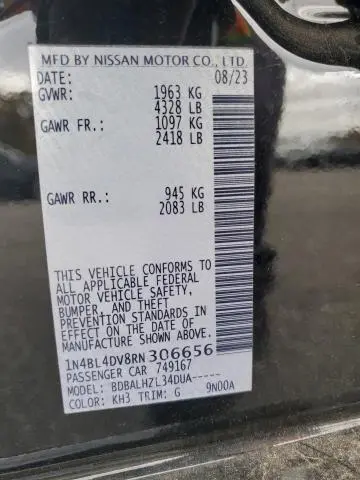 MFD BY NISSAN MOTOR CO., LTD.
DATE: 08/23
GVWR: 1963 KG
4328 LB
GAWR FR.: 1097 KG
2418 LB
GAWR RR.: 945 KG
2083 LB
THIS VEHICLE CONFORMS TO
ALL APPLICABLE FEDERAL
MOTOR VEHICLE SAFETY,
BUMPER, AND THEFT
PREVENTION STANDARDS
IN EFFECT ON THE DATE OF
MANUFACTURE SHOWN ABOVE.
1N4BL4DV8RN306656
PASSENGER CAR 749167
MODEL: BDBALHZL34DUA-----
COLOR: KH3 TRIM: G 9N00A